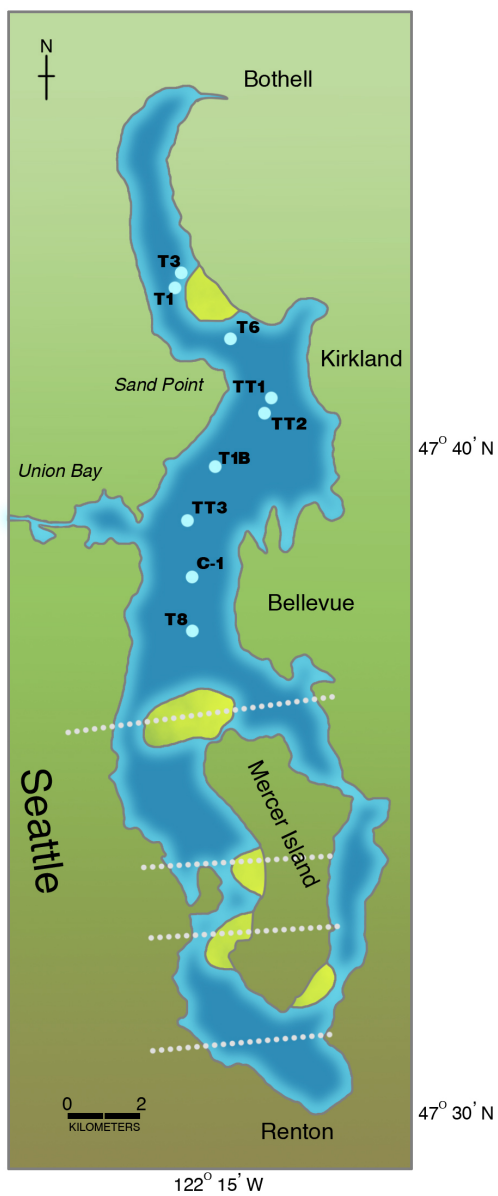 N
Bothell
T3
T1
T6
Kirkland
Sand Point
TT1
TT2
47° 40' N
T1B
Union Bay
TT3
C-1
Bellevue
T8
Mercer Island
Seattle
0 2
KILOMETERS
47° 30' N
Renton
122° 15' W